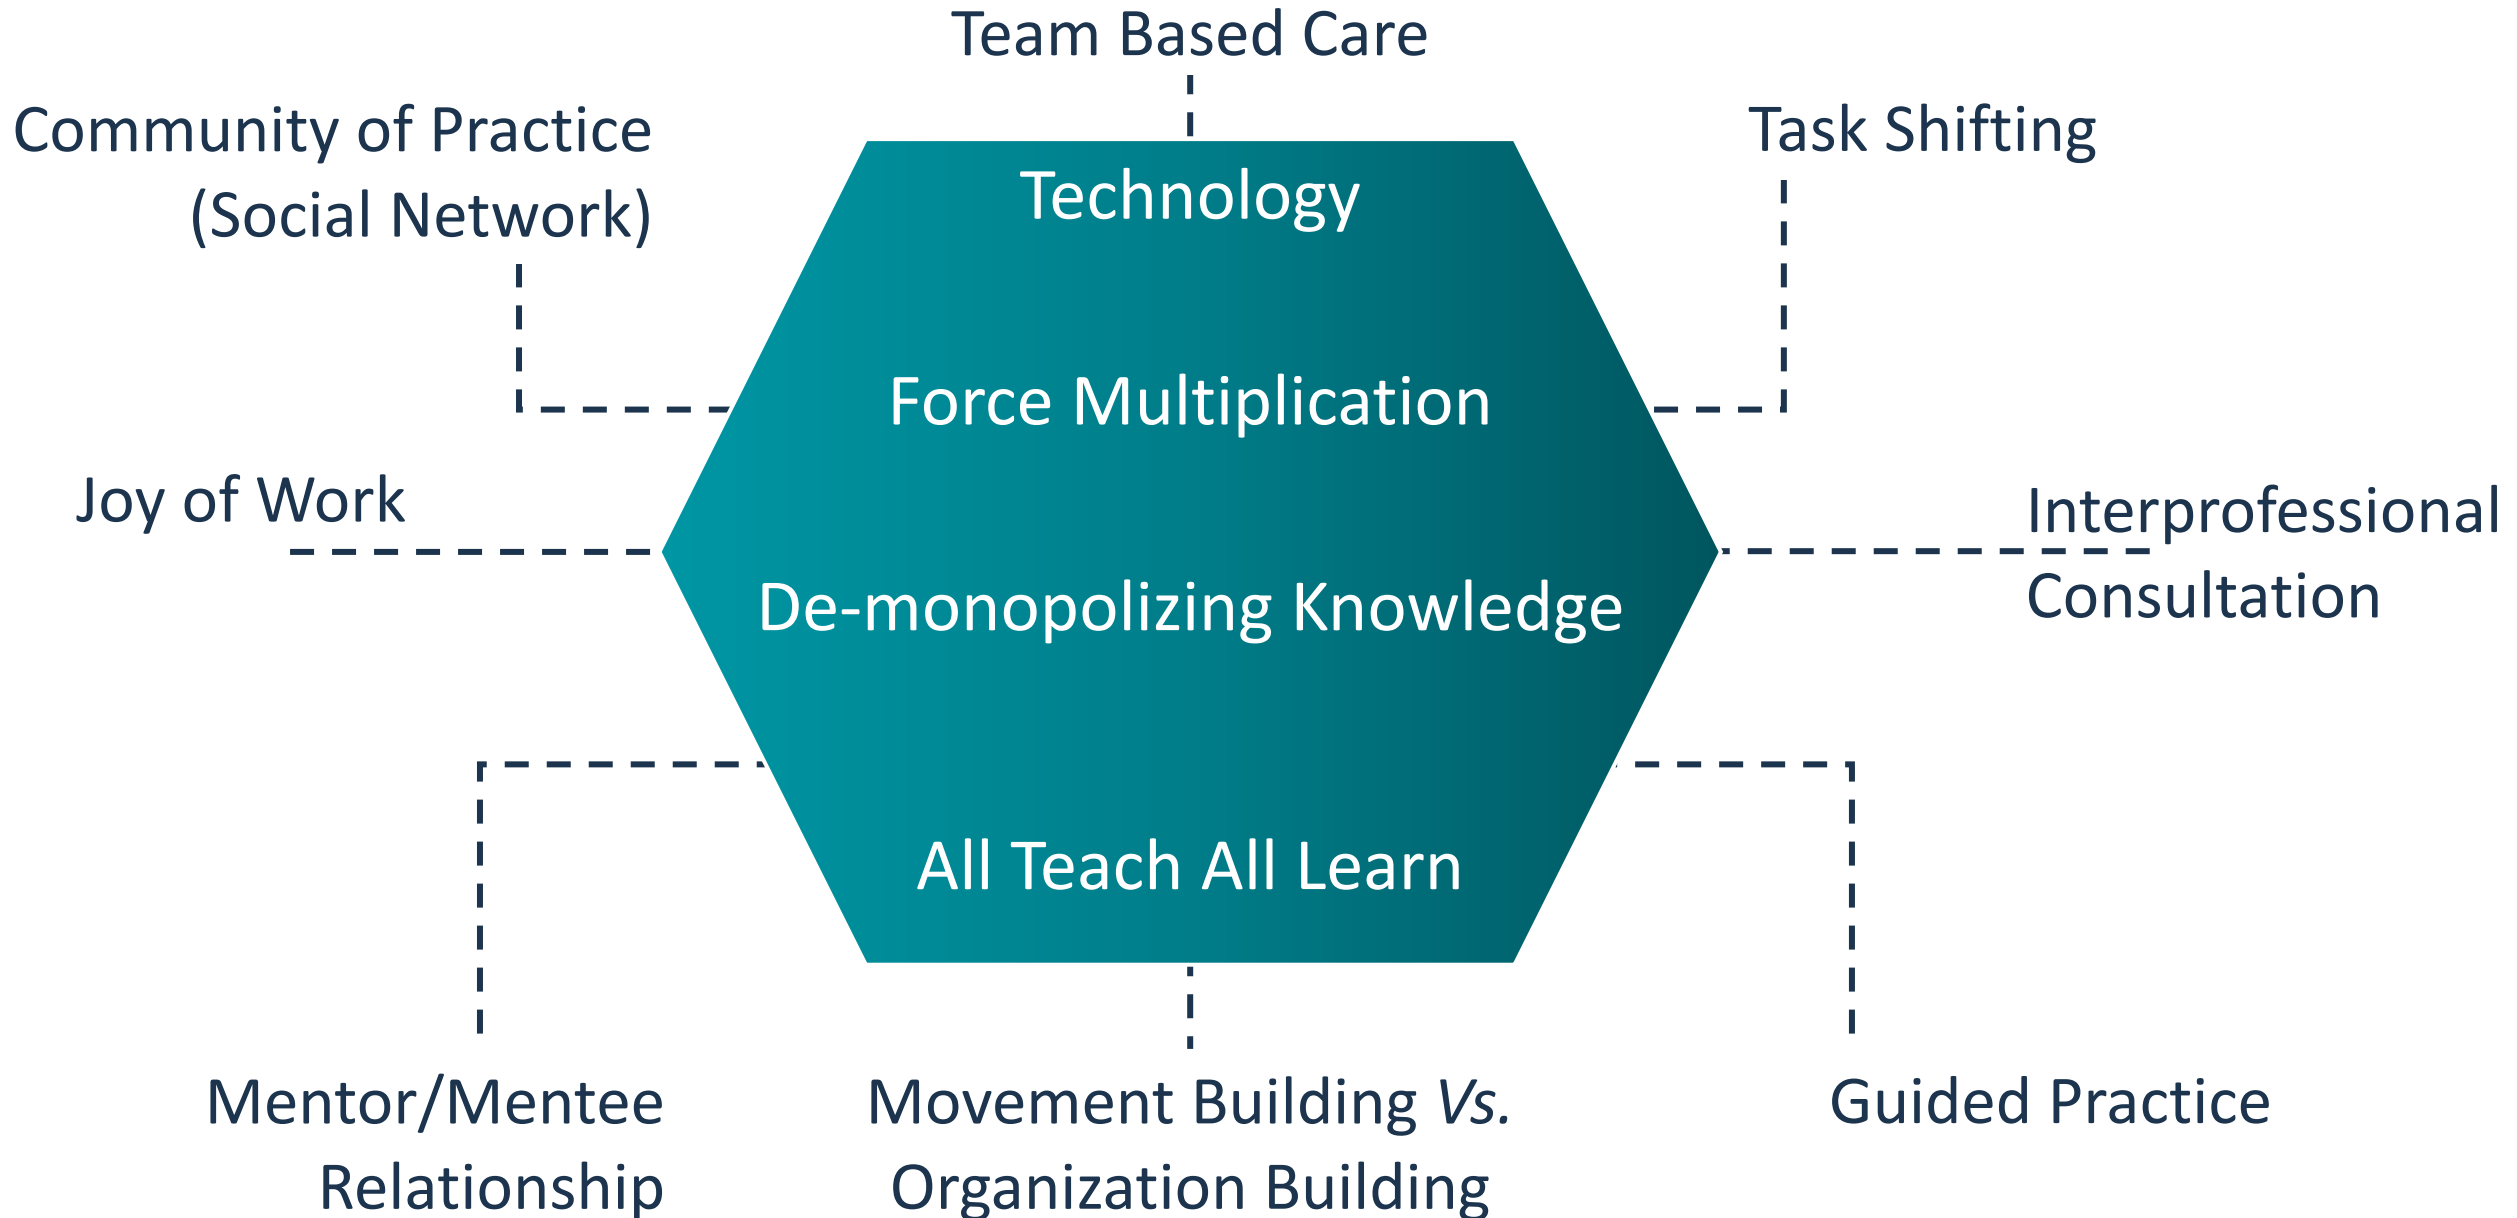 Team Based Care
Community of Practice
(Social Network)
Task Shifting
Technology
Force Multiplication
Joy of Work
Interprofessional
Consultation
De-monopolizing Knowledge
All Teach All Learn
Mentor/Mentee
Relationship
Movement Building Vs.
Organization Building
Guided Practice